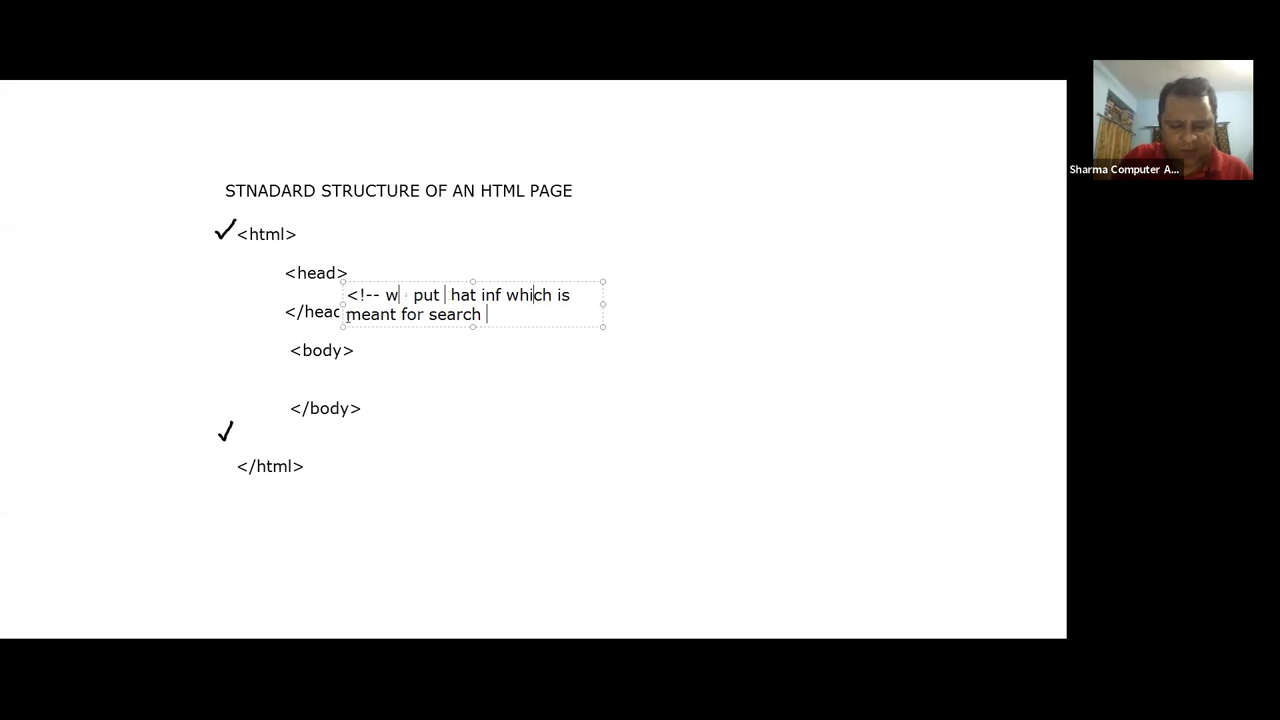 STNADARD STRUCTURE OF AN HTML PAGE
<html>
<head>
<!-- w put hat inf which is
meant for search
</head
<body>
</body>
</html>
Sharma Computer A...